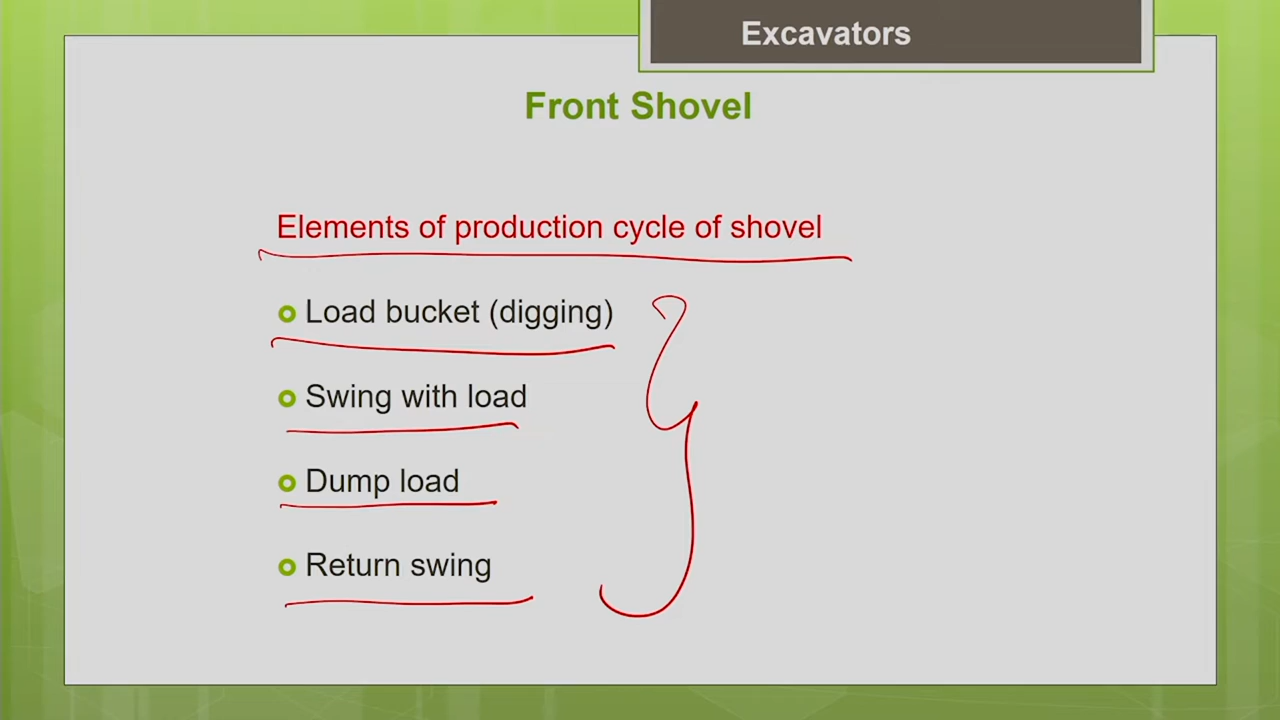 Excavators
Front Shovel
Elements of production cycle of shovel
Load bucket (digging)
Swing with load
Dump load
Return swing